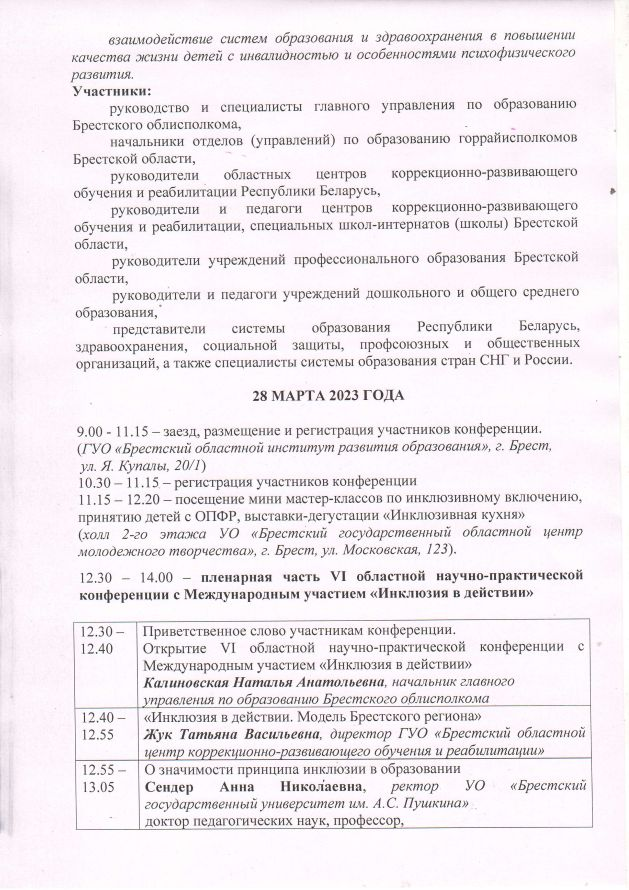 взаимодействие систем образования и здравоохранения в повышении
качества жизни детей с инвалидностью и особенностями психофизического
развития.
Участники:
руководство и специалисты главного управления по образованию
Брестского облисполкома,
начальники отделов (управлений) по образованию горрайисполкомов
Брестской области,
руководители областных центров коррекционно-развивающего
обучения и реабилитации Республики Беларусь,
руководители и педагоги центров коррекционно-развивающего
обучения и реабилитации, специальных школ-интернатов (школы) Брестской
области,
руководители учреждений профессионального образования Брестской
области,
руководители и педагоги учреждений дошкольного и общего среднего
образования,
представители системы образования Республики Беларусь,
здравоохранения, социальной защиты, профсоюзных и общественных
организаций, а также специалисты системы образования стран СНГ и России.
28 МАРТА 2023 ГОДА
9.00 - 11.15 – заезд, размещение и регистрация участников конференции.
(ГУО «Брестский областной институт развития образования», г. Брест,
ул. Я. Купалы, 20/1)
10.30 – 11.15 – регистрация участников конференции
11.15 – 12.20 – посещение мини мастер-классов по инклюзивному включению,
принятию детей с ОПФР, выставки-дегустации «Инклюзивная кухня»
(холл 2-го этажа УО «Брестский государственный областной центр
молодежного творчества», г. Брест, ул. Московская, 123).
12.30 – 14.00 – пленарная часть VI областной научно-практической
конференции с Международным участием «Инклюзия в действии»
12.30 – Приветственное слово участникам конференции.
12.40 Открытие VI областной научно-практической конференции с
Международным участием «Инклюзия в действии»
Калиновская Наталья Анатольевна, начальник главного
управления по образованию Брестского облисполкома
12.40 – «Инклюзия в действии. Модель Брестского региона»
12.55 Жук Татьяна Васильевна, директор ГУО «Брестский областной
центр коррекционно-развивающего обучения и реабилитации»
12.55 – О значимости принципа инклюзии в образовании
13.05 Сендер Анна Николаевна, ректор УО «Брестский
государственный университет им. А.С. Пушкина»
доктор педагогических наук, профессор,